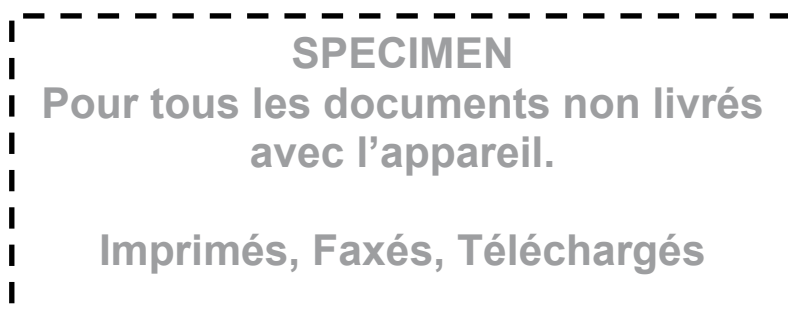 SPECIMEN
Pour tous les documents non livrés
avec l’appareil.
Imprimés, Faxés, Téléchargés